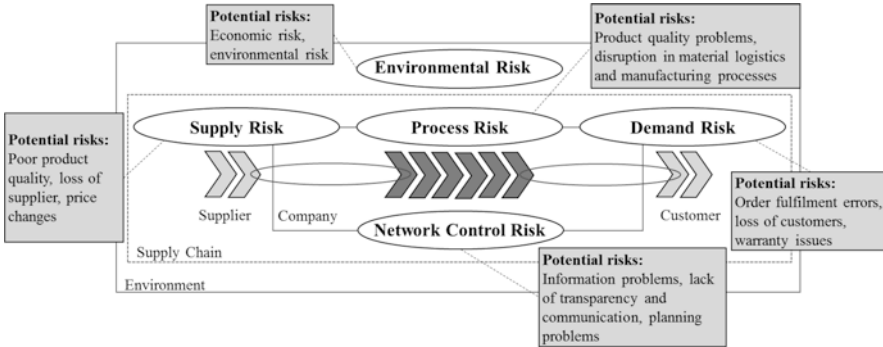 Potential risks:
Economic risk,
environmental risk
Potential risks:
Product quality problems,
disruption in material logistics
and manufacturing processes
Environmental Risk
Potential risks:
Poor product
quality, loss of
supplier, price
changes
Supply Risk
Process Risk
Demand Risk
Supplier
Company
Customer
Potential risks:
Order fulfilment errors,
loss of customers,
warranty issues
Network Control Risk
Supply Chain
Potential risks:
Information problems, lack
of transparency and
communication, planning
problems
Environment